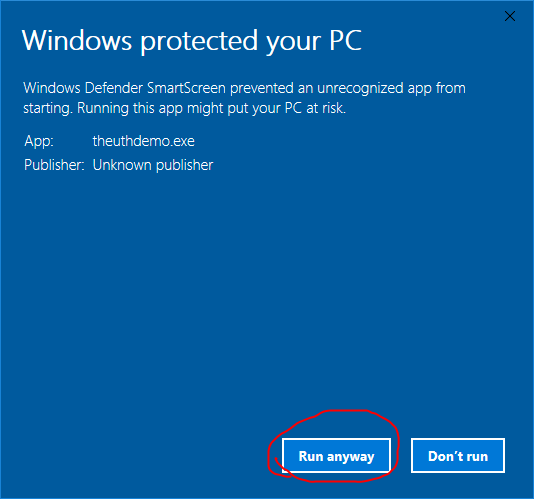 Windows protected your PC
Windows Defender SmartScreen prevented an unrecognized app from
starting. Running this app might put your PC at risk.
App: theuthdemo.exe
Publisher: Unknown publisher
Run anyway Don't run